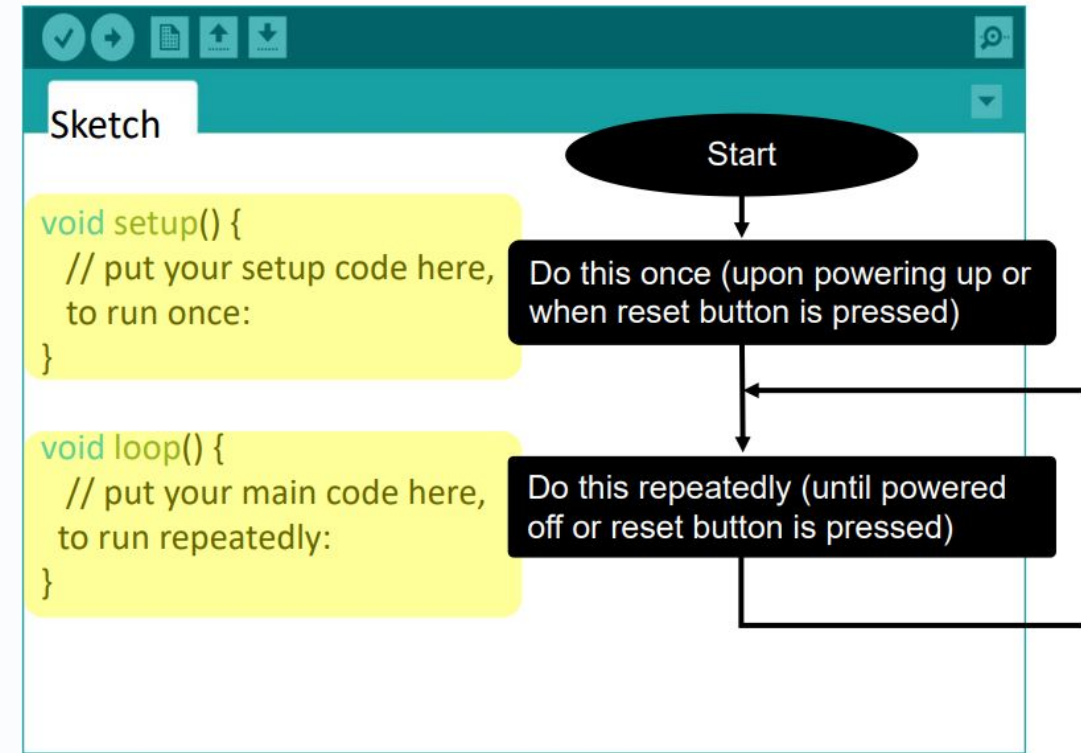 Sketch
Start
void setup() {
// put your setup code here,
to run once:
}
Do this once (upon powering up or
when reset button is pressed)
void loop() {
// put your main code here,
to run repeatedly:
}
Do this repeatedly (until powered
off or reset button is pressed)